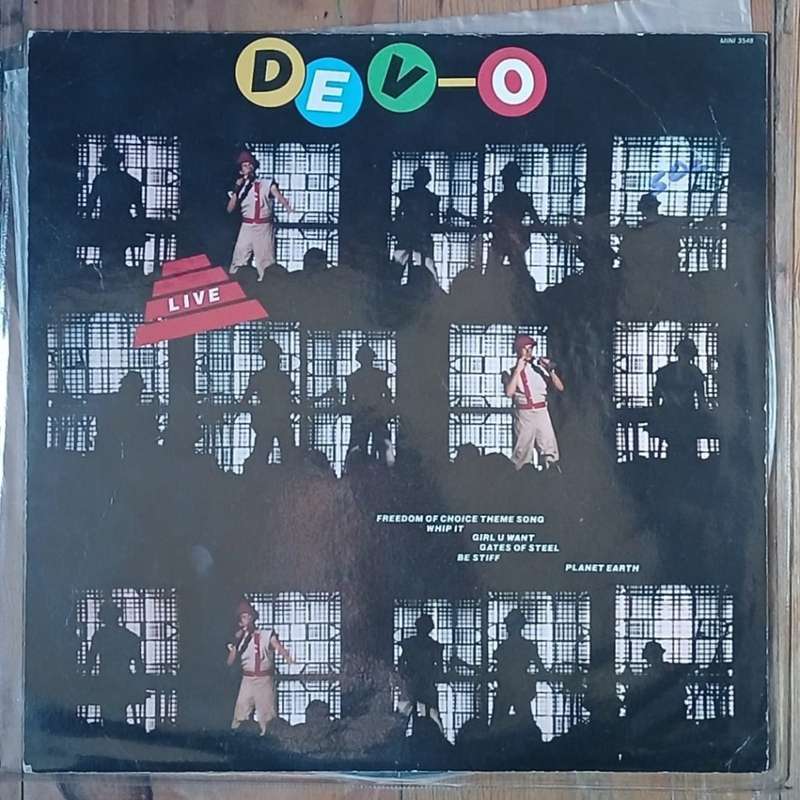 MINI 3548
DEV-O
LIVE
FREEDOM OF CHOICE THEME SONG
WHIP IT
GIRL U WANT
GATES OF STEEL
BE STIFF
PLANET EARTH